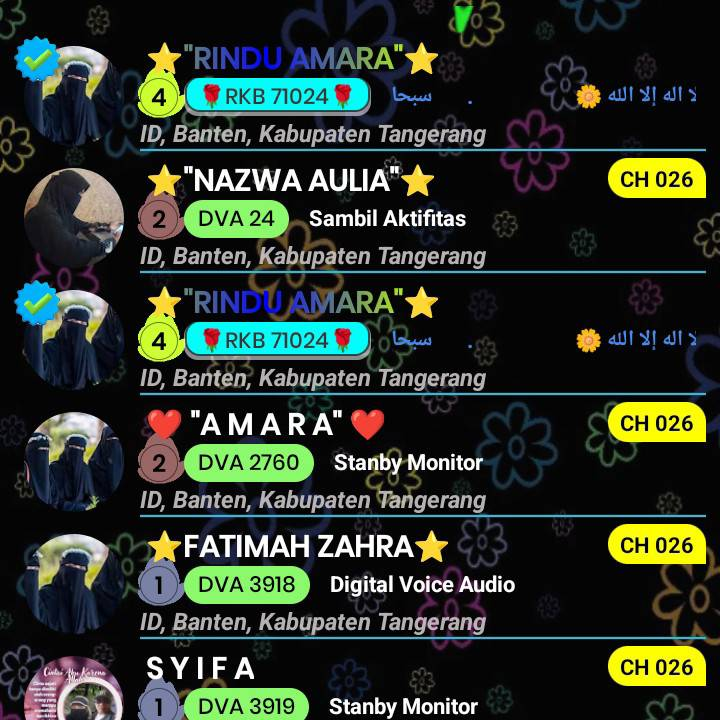 ⭐"RINDU AMARA"⭐
4 🌹RKB 71024🌹 سبحا . 🌼 لا اله إلا الله
ID, Banten, Kabupaten Tangerang
⭐"NAZWA AULIA"⭐ CH 026
2 DVA 24 Sambil Aktifitas
ID, Banten, Kabupaten Tangerang
⭐"RINDU AMARA"⭐
4 🌹RKB 71024🌹 سبحا . 🌼 لا اله إلا الله
ID, Banten, Kabupaten Tangerang
❤️ "A M A R A" ❤️ CH 026
2 DVA 2760 Stanby Monitor
ID, Banten, Kabupaten Tangerang
⭐FATIMAH ZAHRA⭐ CH 026
1 DVA 3918 Digital Voice Audio
ID, Banten, Kabupaten Tangerang
S Y I F A CH 026
1 DVA 3919 Stanby Monitor